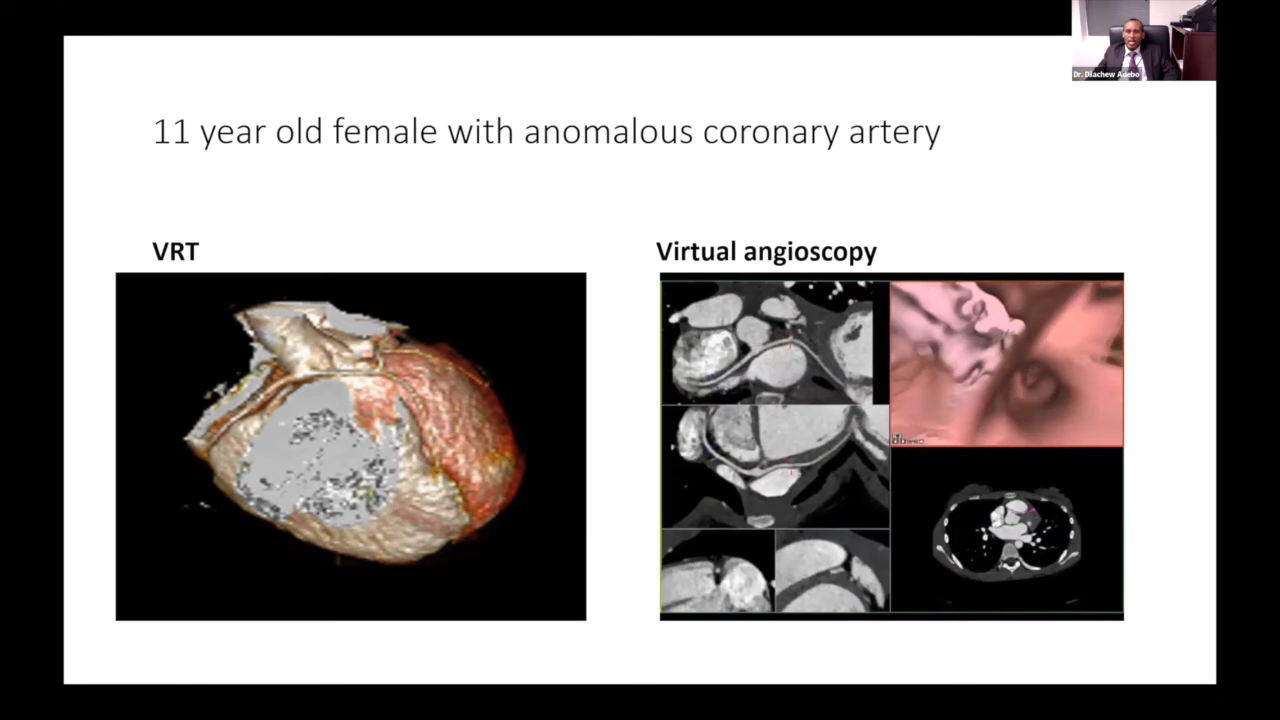 Dr. Dilachew Adebo
11 year old female with anomalous coronary artery
VRT
Virtual angioscopy